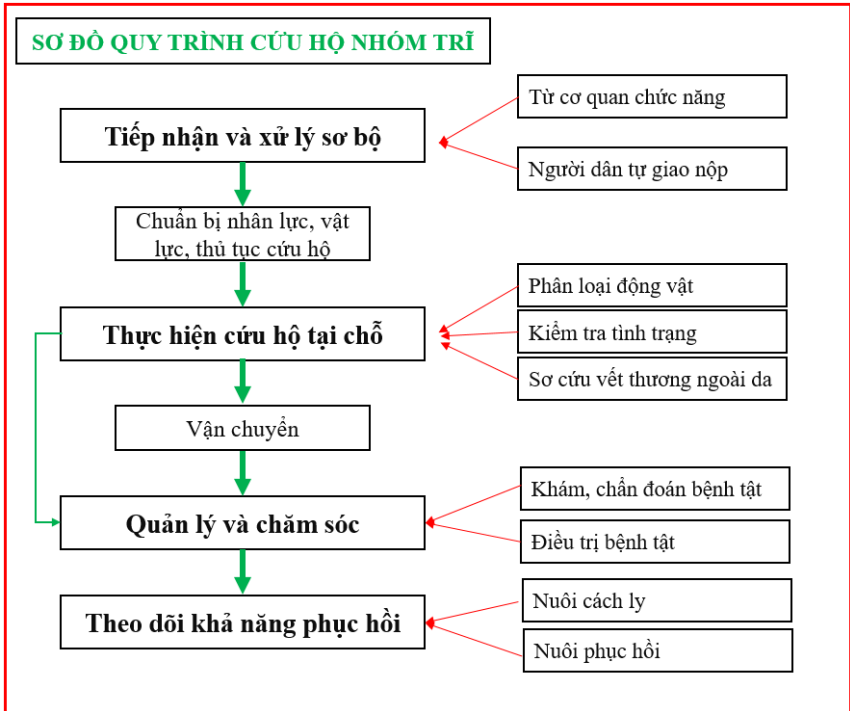 SƠ ĐỒ QUY TRÌNH CỨU HỘ NHÓM TRĨ
Tiếp nhận và xử lý sơ bộ
Từ cơ quan chức năng
Người dân tự giao nộp
Chuẩn bị nhân lực, vật
lực, thủ tục cứu hộ
Thực hiện cứu hộ tại chỗ
Phân loại động vật
Kiểm tra tình trạng
Sơ cứu vết thương ngoài da
Vận chuyển
Quản lý và chăm sóc
Khám, chẩn đoán bệnh tật
Điều trị bệnh tật
Theo dõi khả năng phục hồi
Nuôi cách ly
Nuôi phục hồi